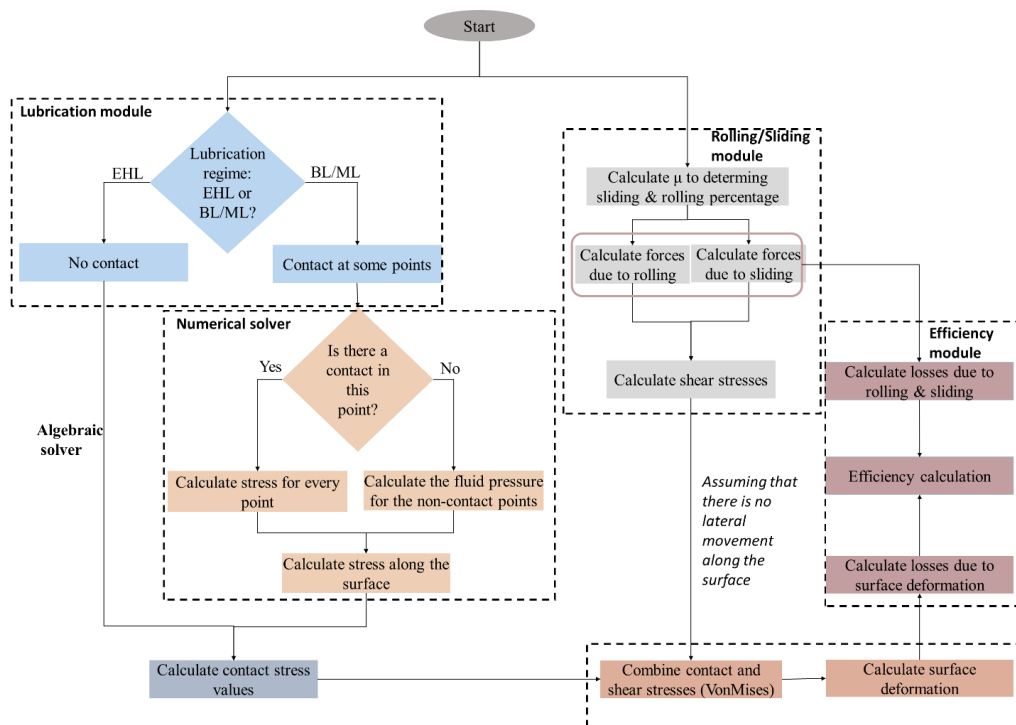 Start
Lubrication module
Lubrication
regime:
EHL or
BL/ML?
EHL
BL/ML
No contact
Contact at some points
Numerical solver
Is there a
contact in
this
point?
Yes
No
Algebraic
solver
Calculate stress for every
point
Calculate the fluid pressure
for the non-contact points
Calculate stress along the
surface
Calculate contact stress
values
Rolling/Sliding
module
Calculate μ to determing
sliding & rolling percentage
Calculate forces
due to rolling
Calculate forces
due to sliding
Calculate shear stresses
Assuming that
there is no
lateral
movement
along the
surface
Efficiency
module
Calculate losses due to
rolling & sliding
Efficiency calculation
Calculate losses due to
surface deformation
Combine contact and
shear stresses (VonMises)
Calculate surface
deformation